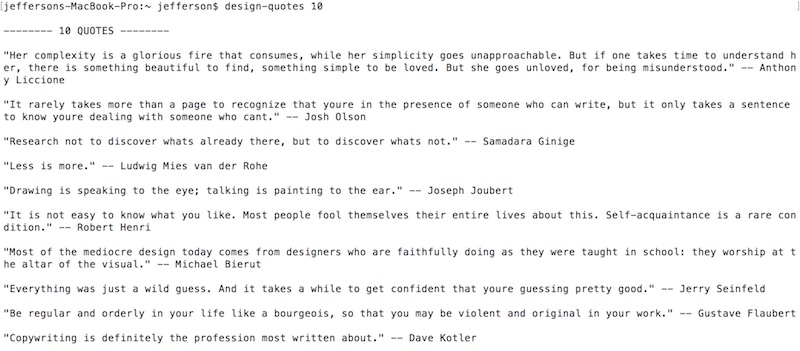 [jeffersons-MacBook-Pro:~ jefferson$ design-quotes 10 ]
-------- 10 QUOTES --------
"Her complexity is a glorious fire that consumes, while her simplicity goes unapproachable. But if one takes time to understand h
er, there is something beautiful to find, something simple to be loved. But she goes unloved, for being misunderstood." -- Anthon
y Liccione
"It rarely takes more than a page to recognize that youre in the presence of someone who can write, but it only takes a sentence
to know youre dealing with someone who cant." -- Josh Olson
"Research not to discover whats already there, but to discover whats not." -- Samadara Ginige
"Less is more." -- Ludwig Mies van der Rohe
"Drawing is speaking to the eye; talking is painting to the ear." -- Joseph Joubert
"It is not easy to know what you like. Most people fool themselves their entire lives about this. Self-acquaintance is a rare con
dition." -- Robert Henri
"Most of the mediocre design today comes from designers who are faithfully doing as they were taught in school: they worship at t
he altar of the visual." -- Michael Bierut
"Everything was just a wild guess. And it takes a while to get confident that youre guessing pretty good." -- Jerry Seinfeld
"Be regular and orderly in your life like a bourgeois, so that you may be violent and original in your work." -- Gustave Flaubert
"Copywriting is definitely the profession most written about." -- Dave Kotler